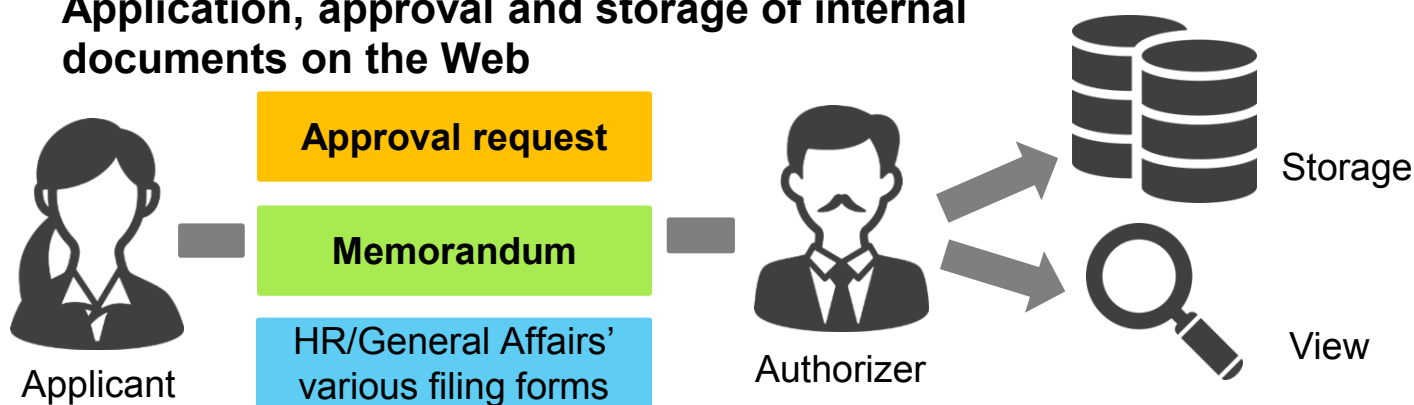 Application, approval and storage of internal
documents on the Web
Approval request
Memorandum
HR/General Affairs’
various filing forms
Applicant
Authorizer
Storage
View